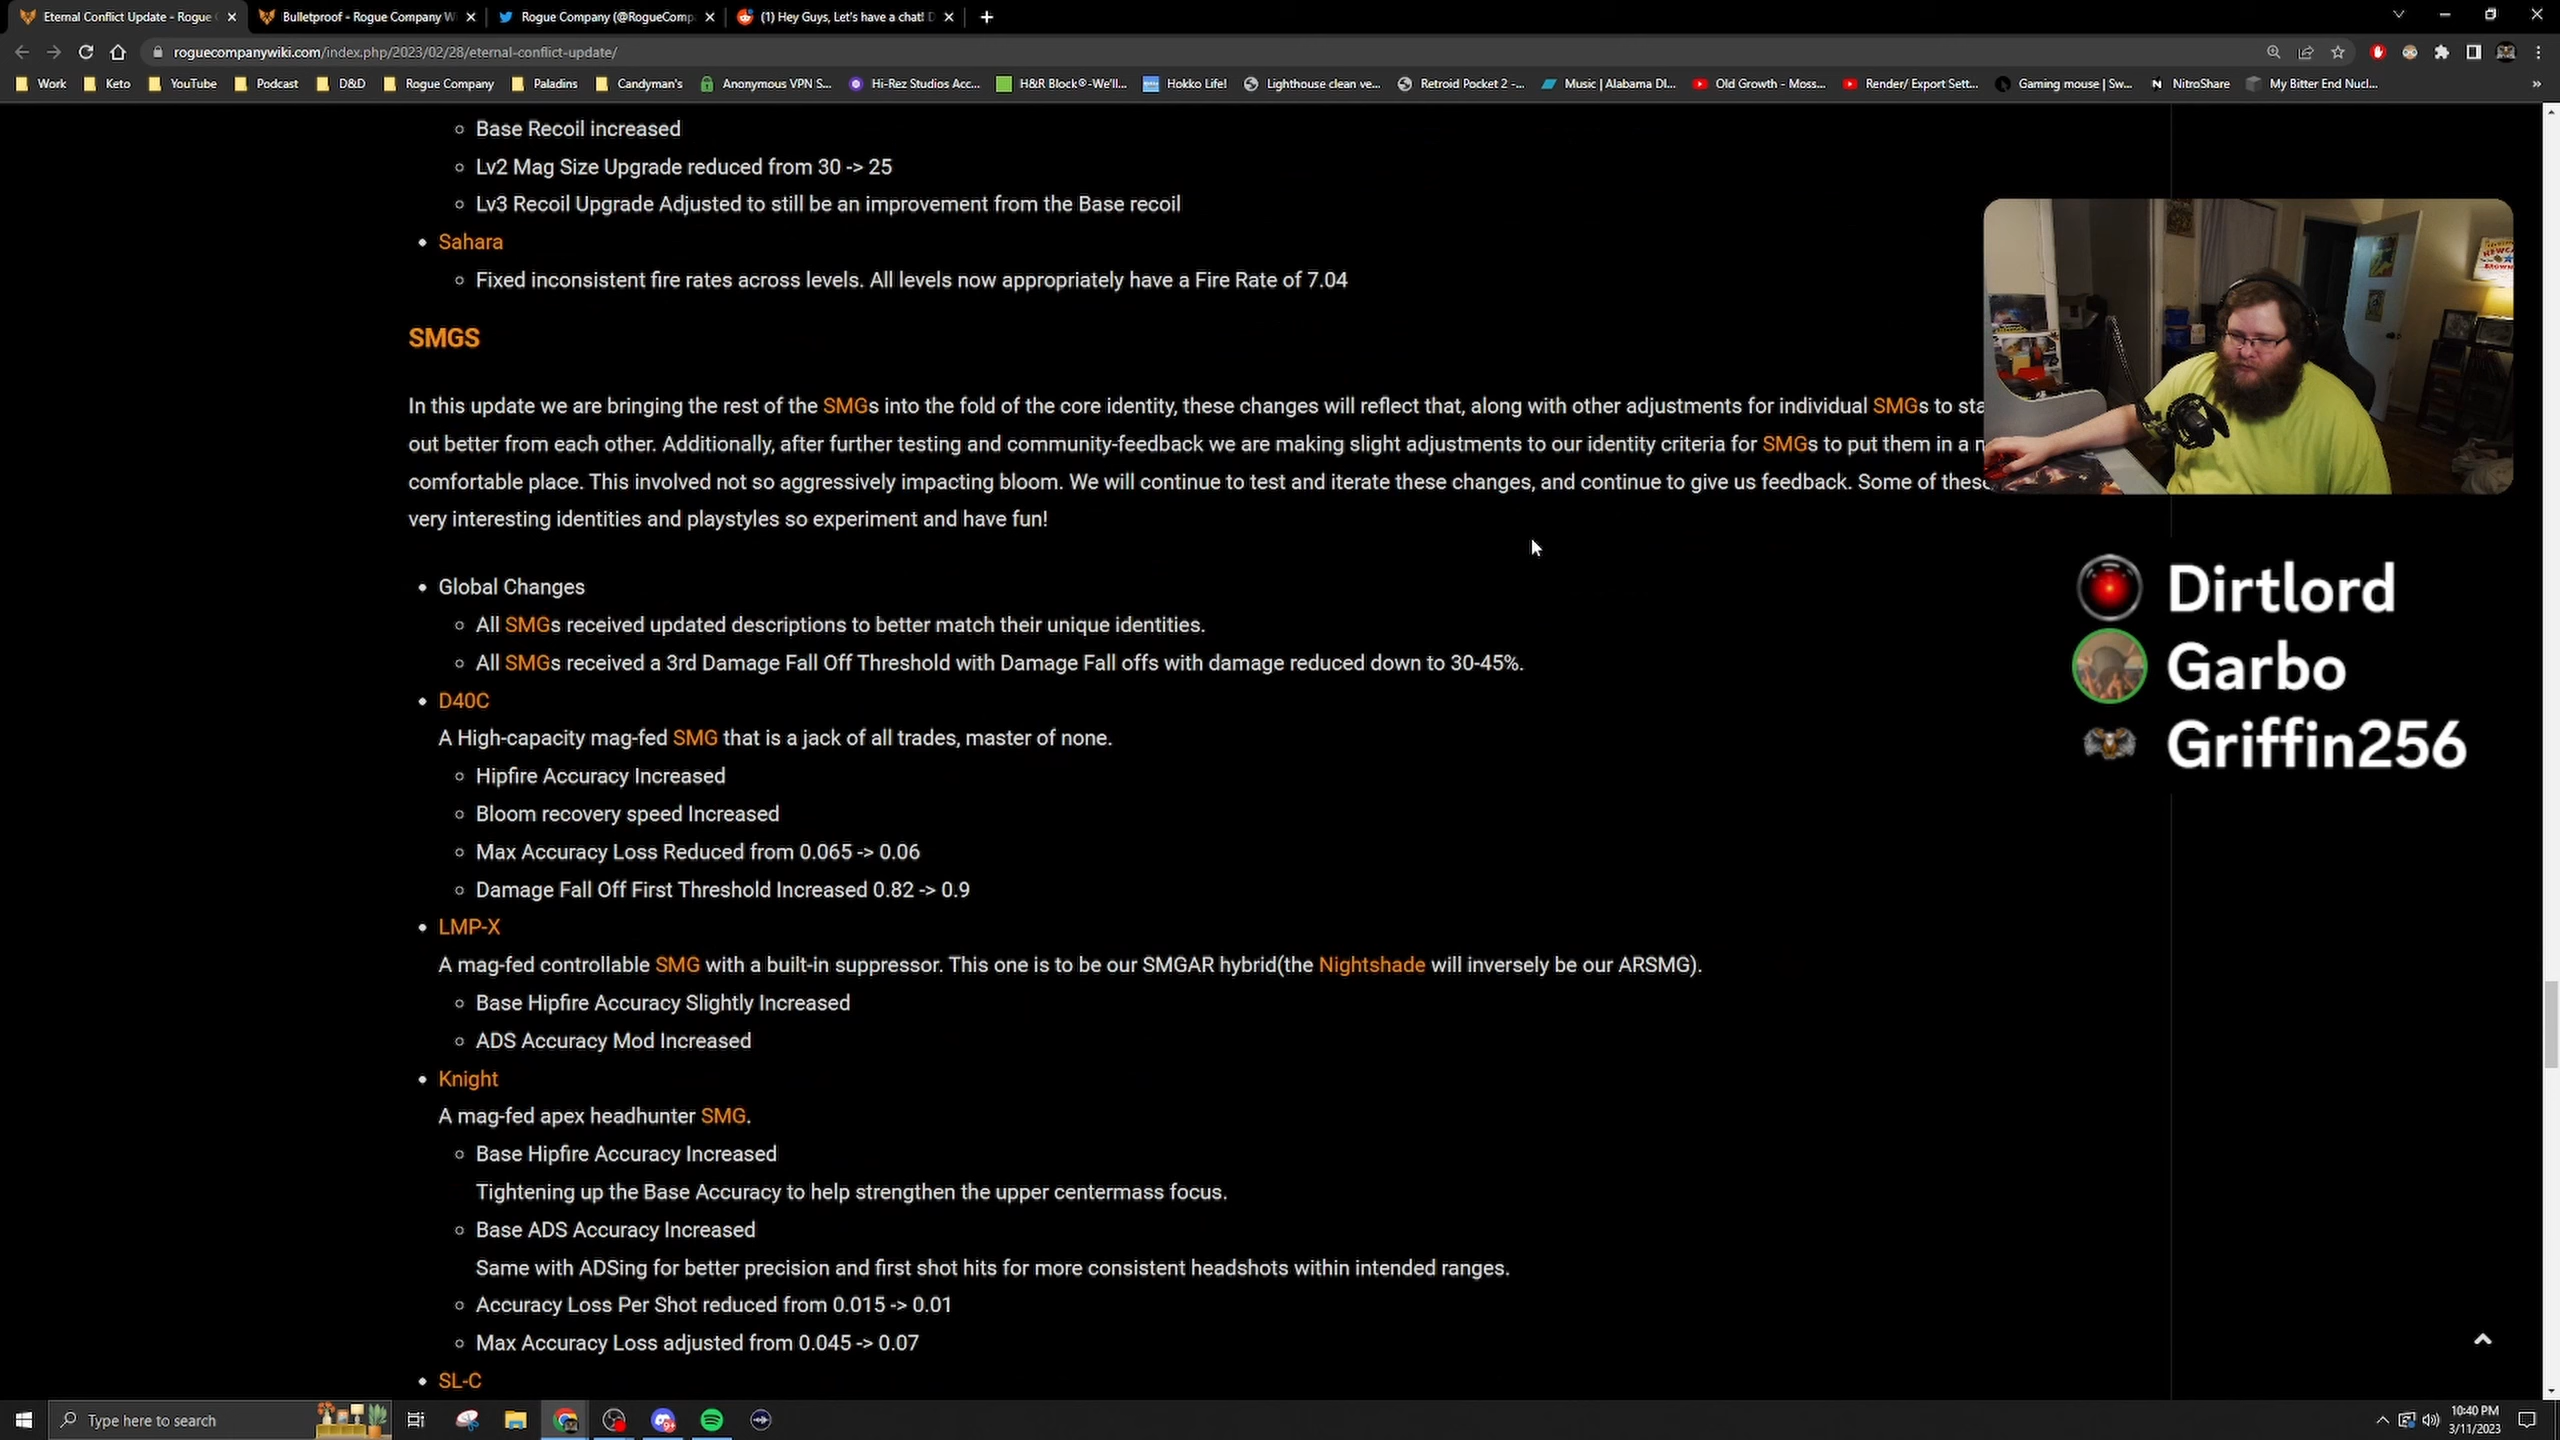 Eternal Conflict Update - Rogue
Bulletproof - Rogue Company W
Rogue Company (@RogueComp
(1) Hey Guys, Let's have a chat!
roguecompanywiki.com/index.php/2023/02/28/eternal-conflict-update/
Work Keto YouTube Podcast D&D Rogue Company Paladins Candyman's Anonymous VPN S... Hi-Rez Studios Acc... H&R Block®-We'll... Hokko Life! Lighthouse clean ve... Retroid Pocket 2 -... Music | Alabama DI... Old Growth - Moss... Render/ Export Sett... Gaming mouse | Sw... NitroShare My Bitter End Nucl... »
Base Recoil increased
Lv2 Mag Size Upgrade reduced from 30 -> 25
Lv3 Recoil Upgrade Adjusted to still be an improvement from the Base recoil
Sahara
Fixed inconsistent fire rates across levels. All levels now appropriately have a Fire Rate of 7.04
SMGS
In this update we are bringing the rest of the SMGs into the fold of the core identity, these changes will reflect that, along with other adjustments for individual SMGs to sta
out better from each other. Additionally, after further testing and community-feedback we are making slight adjustments to our identity criteria for SMGs to put them in a
comfortable place. This involved not so aggressively impacting bloom. We will continue to test and iterate these changes, and continue to give us feedback. Some of these
very interesting identities and playstyles so experiment and have fun!
Global Changes
All SMGs received updated descriptions to better match their unique identities.
All SMGs received a 3rd Damage Fall Off Threshold with Damage Fall offs with damage reduced down to 30-45%.
D40C
A High-capacity mag-fed SMG that is a jack of all trades, master of none.
Hipfire Accuracy Increased
Bloom recovery speed Increased
Max Accuracy Loss Reduced from 0.065 -> 0.06
Damage Fall Off First Threshold Increased 0.82 -> 0.9
LMP-X
A mag-fed controllable SMG with a built-in suppressor. This one is to be our SMGAR hybrid(the Nightshade will inversely be our ARSMG).
Base Hipfire Accuracy Slightly Increased
ADS Accuracy Mod Increased
Knight
A mag-fed apex headhunter SMG.
Base Hipfire Accuracy Increased
Tightening up the Base Accuracy to help strengthen the upper centermass focus.
Base ADS Accuracy Increased
Same with ADSing for better precision and first shot hits for more consistent headshots within intended ranges.
Accuracy Loss Per Shot reduced from 0.015 -> 0.01
Max Accuracy Loss adjusted from 0.045 -> 0.07
SL-C
Dirtlord
Garbo
Griffin256
Type here to search
10:40 PM
3/11/2023